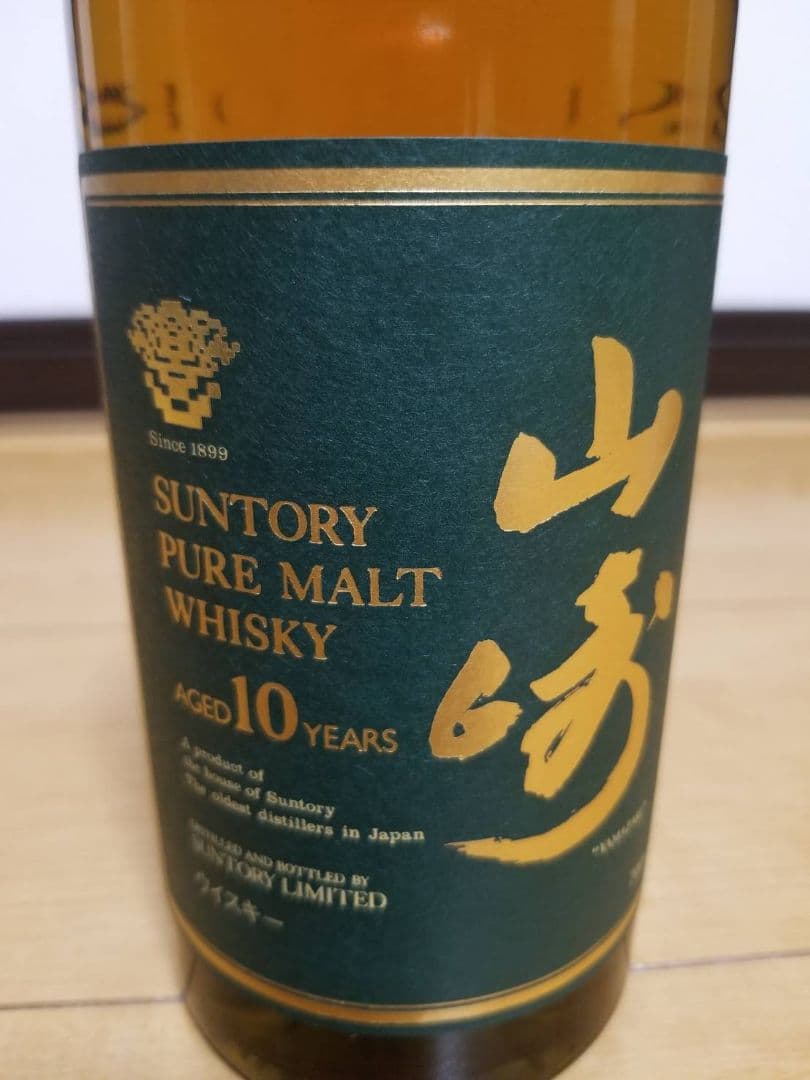 Since 1899
SUNTORY
PURE MALT
WHISKY
AGED 10 YEARS
A product of
the house of Suntory
The oldest distillers in Japan
DISTILLED AND BOTTLED BY
SUNTORY LIMITED
ウイスキー
山崎
"YAMAZAKI"